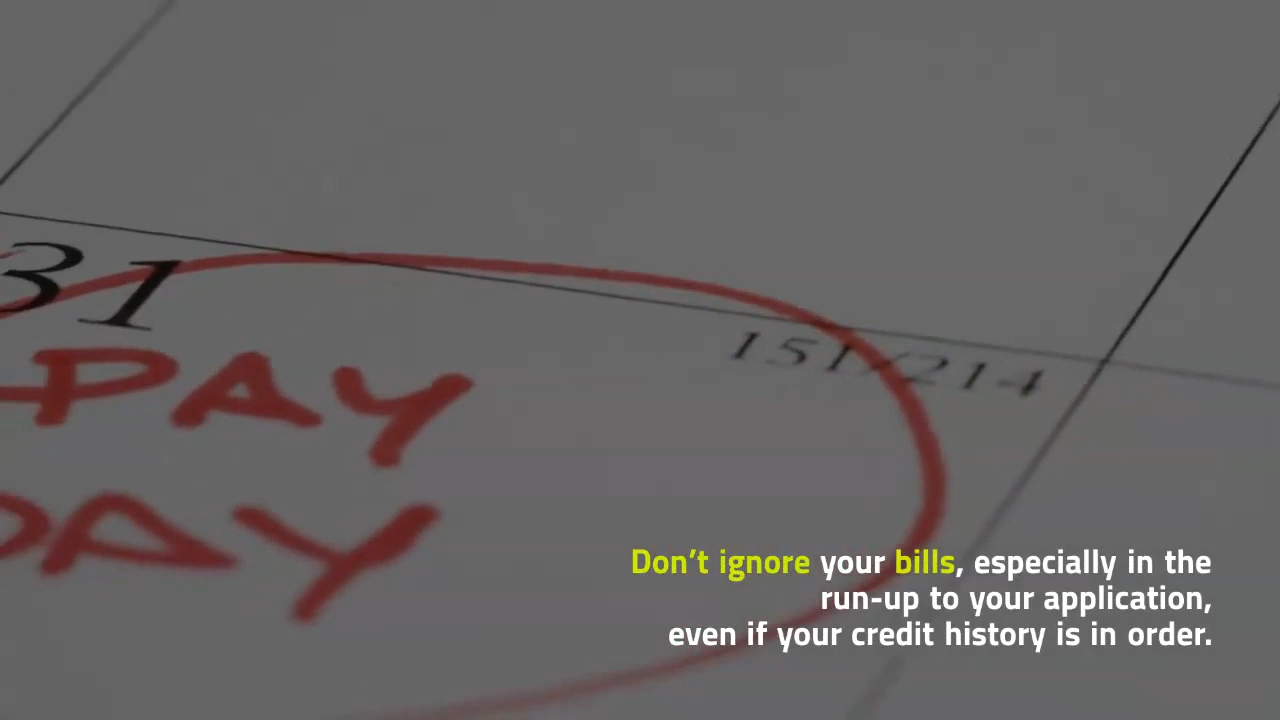 31
151/214
PAY
DAY
Don't ignore your bills, especially in the
run-up to your application,
even if your credit history is in order.